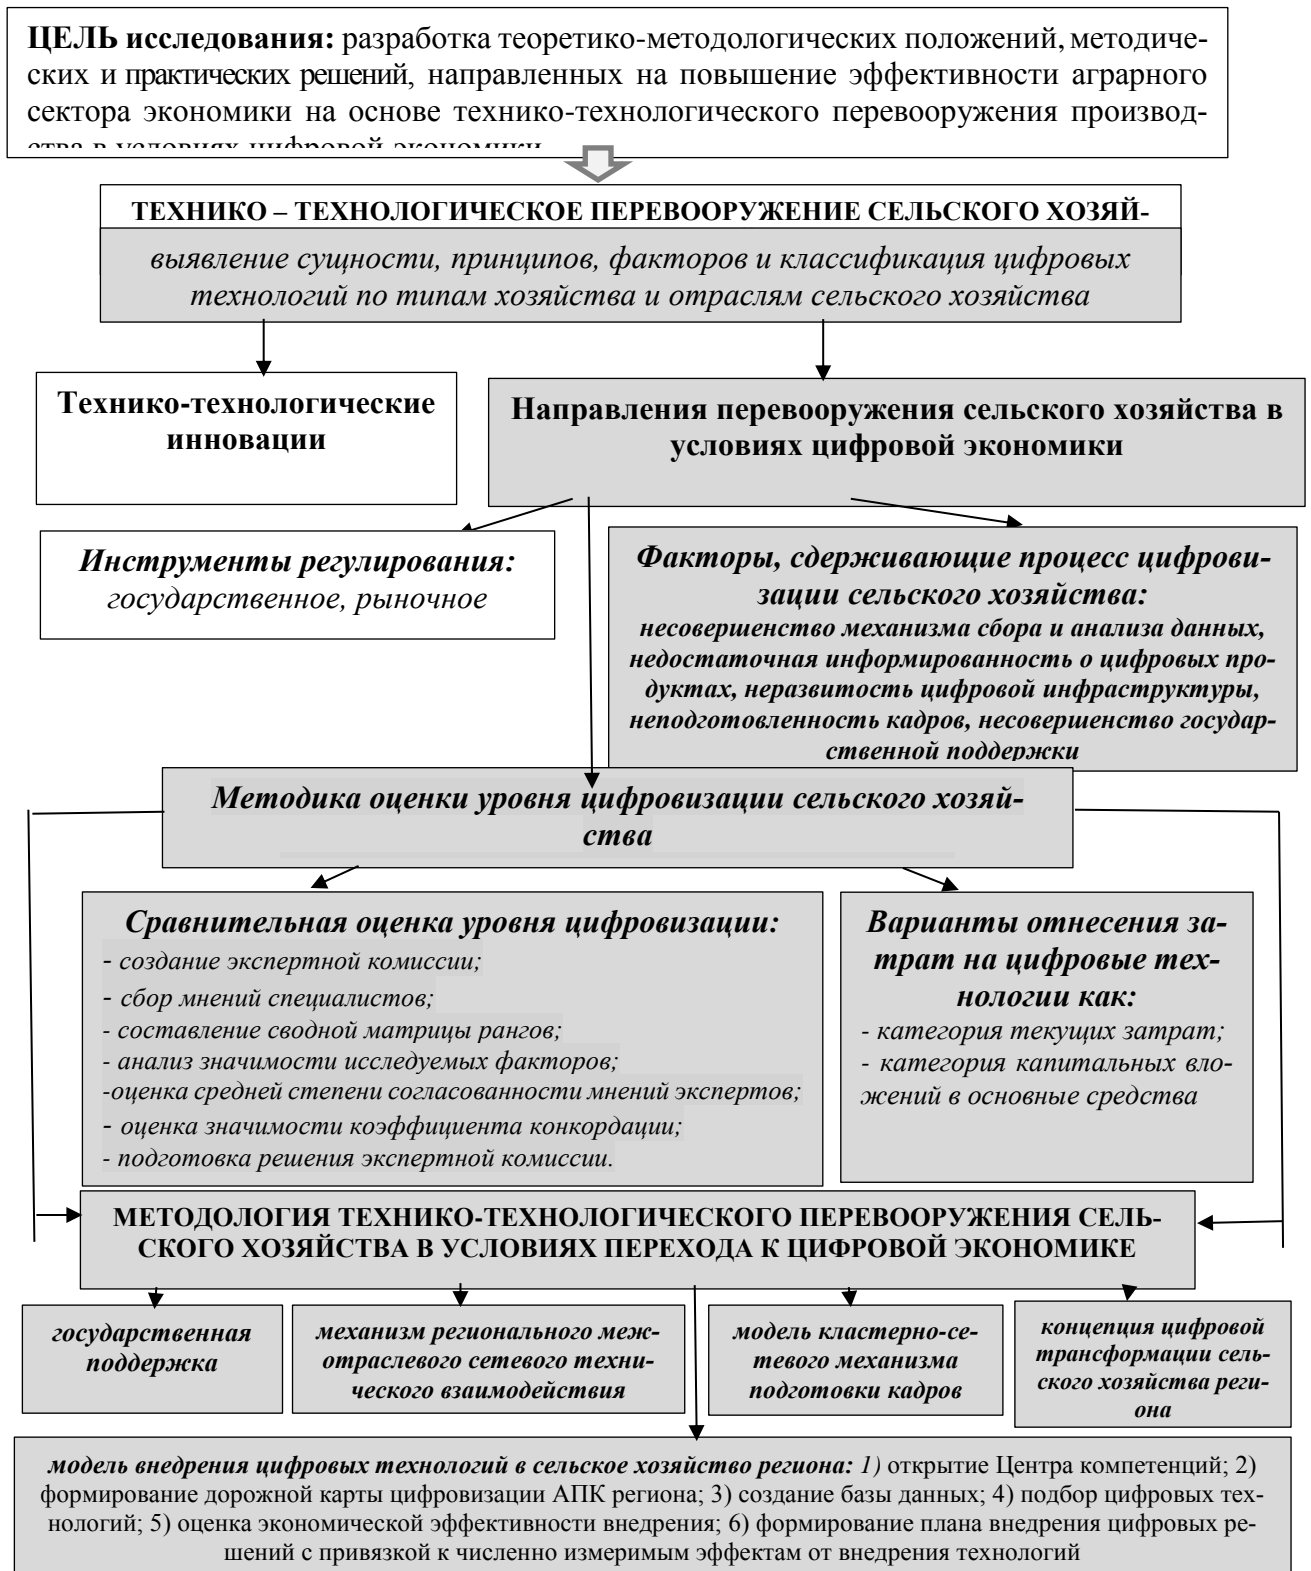 ЦЕЛЬ исследования: разработка теоретико-методологических положений, методиче-
ских и практических решений, направленных на повышение эффективности аграрного
сектора экономики на основе технико-технологического перевооружения производ-
ства в условиях цифровой экономики
ТЕХНИКО – ТЕХНОЛОГИЧЕСКОЕ ПЕРЕВООРУЖЕНИЕ СЕЛЬСКОГО ХОЗЯЙ-
выявление сущности, принципов, факторов и классификация цифровых
технологий по типам хозяйства и отраслям сельского хозяйства
Технико-технологические
инновации
Направления перевооружения сельского хозяйства в
условиях цифровой экономики
Инструменты регулирования:
государственное, рыночное
Факторы, сдерживающие процесс цифрови-
зации сельского хозяйства:
несовершенство механизма сбора и анализа данных,
недостаточная информированность о цифровых про-
дуктах, неразвитость цифровой инфраструктуры,
неподготовленность кадров, несовершенство государ-
ственной поддержки
Методика оценки уровня цифровизации сельского хозяй-
ства
Сравнительная оценка уровня цифровизации:
- создание экспертной комиссии;
- сбор мнений специалистов;
- составление сводной матрицы рангов;
- анализ значимости исследуемых факторов;
-оценка средней степени согласованности мнений экспертов;
- оценка значимости коэффициента конкордации;
- подготовка решения экспертной комиссии.
Варианты отнесения за-
трат на цифровые тех-
нологии как:
- категория текущих затрат;
- категория капитальных вло-
жений в основные средства
МЕТОДОЛОГИЯ ТЕХНИКО-ТЕХНОЛОГИЧЕСКОГО ПЕРЕВООРУЖЕНИЯ СЕЛЬ-
СКОГО ХОЗЯЙСТВА В УСЛОВИЯХ ПЕРЕХОДА К ЦИФРОВОЙ ЭКОНОМИКЕ
государственная
поддержка
механизм регионального меж-
отраслевого сетевого техни-
ческого взаимодействия
модель кластерно-се-
тевого механизма
подготовки кадров
концепция цифровой
трансформации сель-
ского хозяйства реги-
она
модель внедрения цифровых технологий в сельское хозяйство региона: 1) открытие Центра компетенций; 2)
формирование дорожной карты цифровизации АПК региона; 3) создание базы данных; 4) подбор цифровых тех-
нологий; 5) оценка экономической эффективности внедрения; 6) формирование плана внедрения цифровых ре-
шений с привязкой к численно измеримым эффектам от внедрения технологий